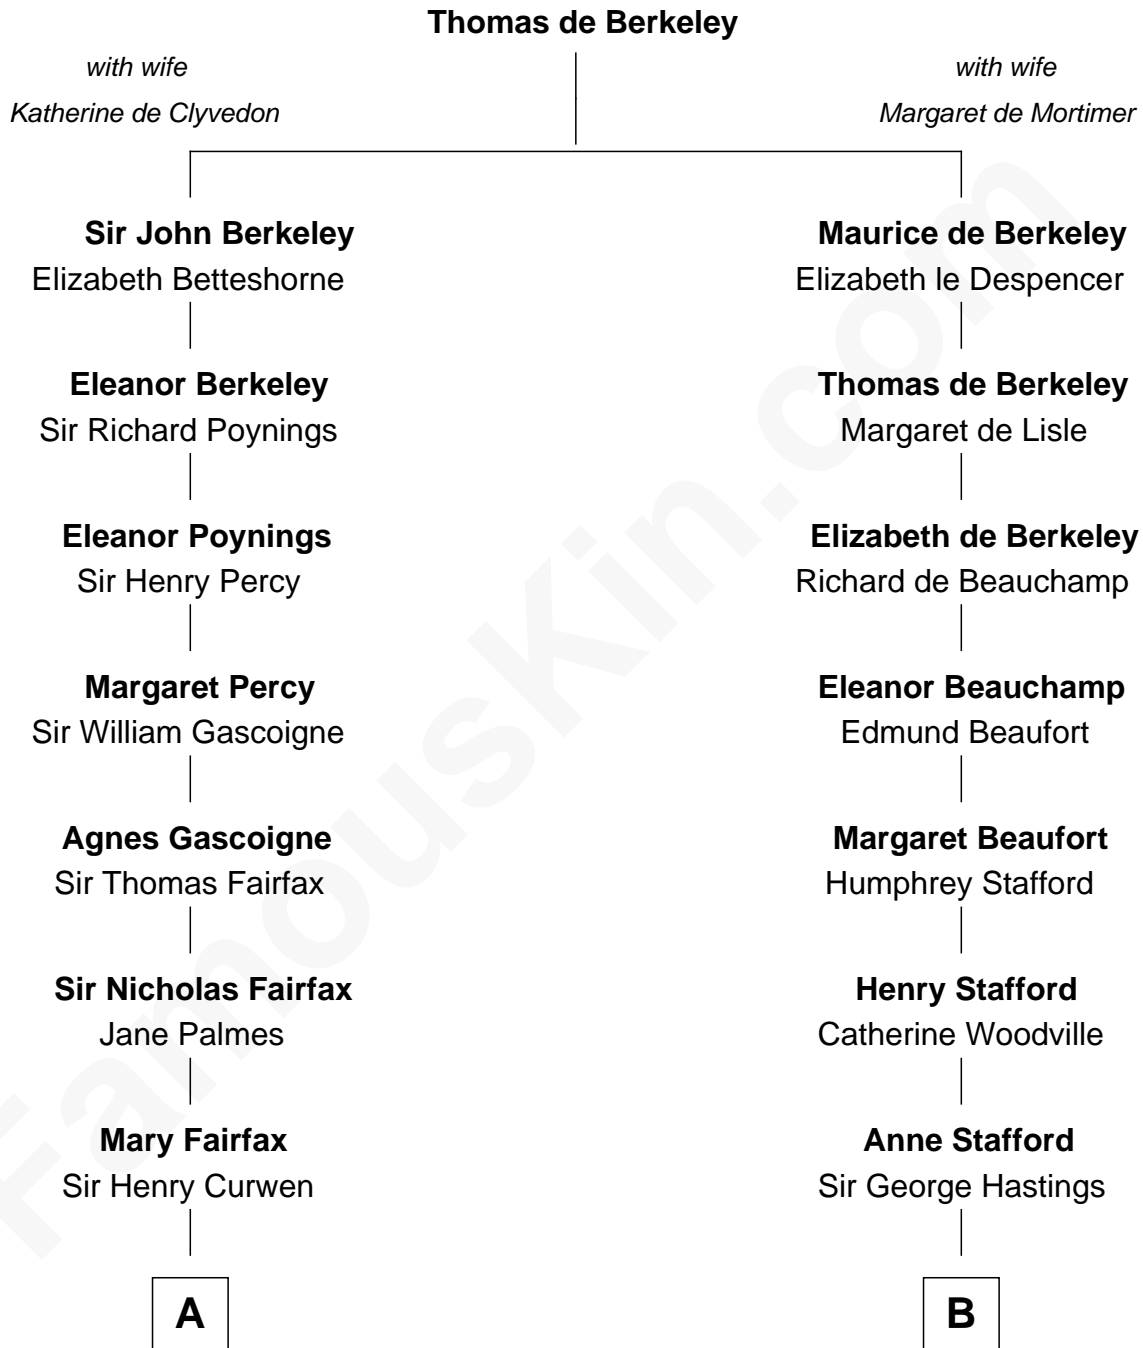 Thomas de Berkeley
with wife
Katherine de Clyvedon
with wife
Margaret de Mortimer
Sir John Berkeley
Elizabeth Betteshorne
Eleanor Berkeley
Sir Richard Poynings
Eleanor Poynings
Sir Henry Percy
Margaret Percy
Sir William Gascoigne
Agnes Gascoigne
Sir Thomas Fairfax
Sir Nicholas Fairfax
Jane Palmes
Mary Fairfax
Sir Henry Curwen
A
Maurice de Berkeley
Elizabeth le Despencer
Thomas de Berkeley
Margaret de Lisle
Elizabeth de Berkeley
Richard de Beauchamp
Eleanor Beauchamp
Edmund Beaufort
Margaret Beaufort
Humphrey Stafford
Henry Stafford
Catherine Woodville
Anne Stafford
Sir George Hastings
B
FamousKin.com